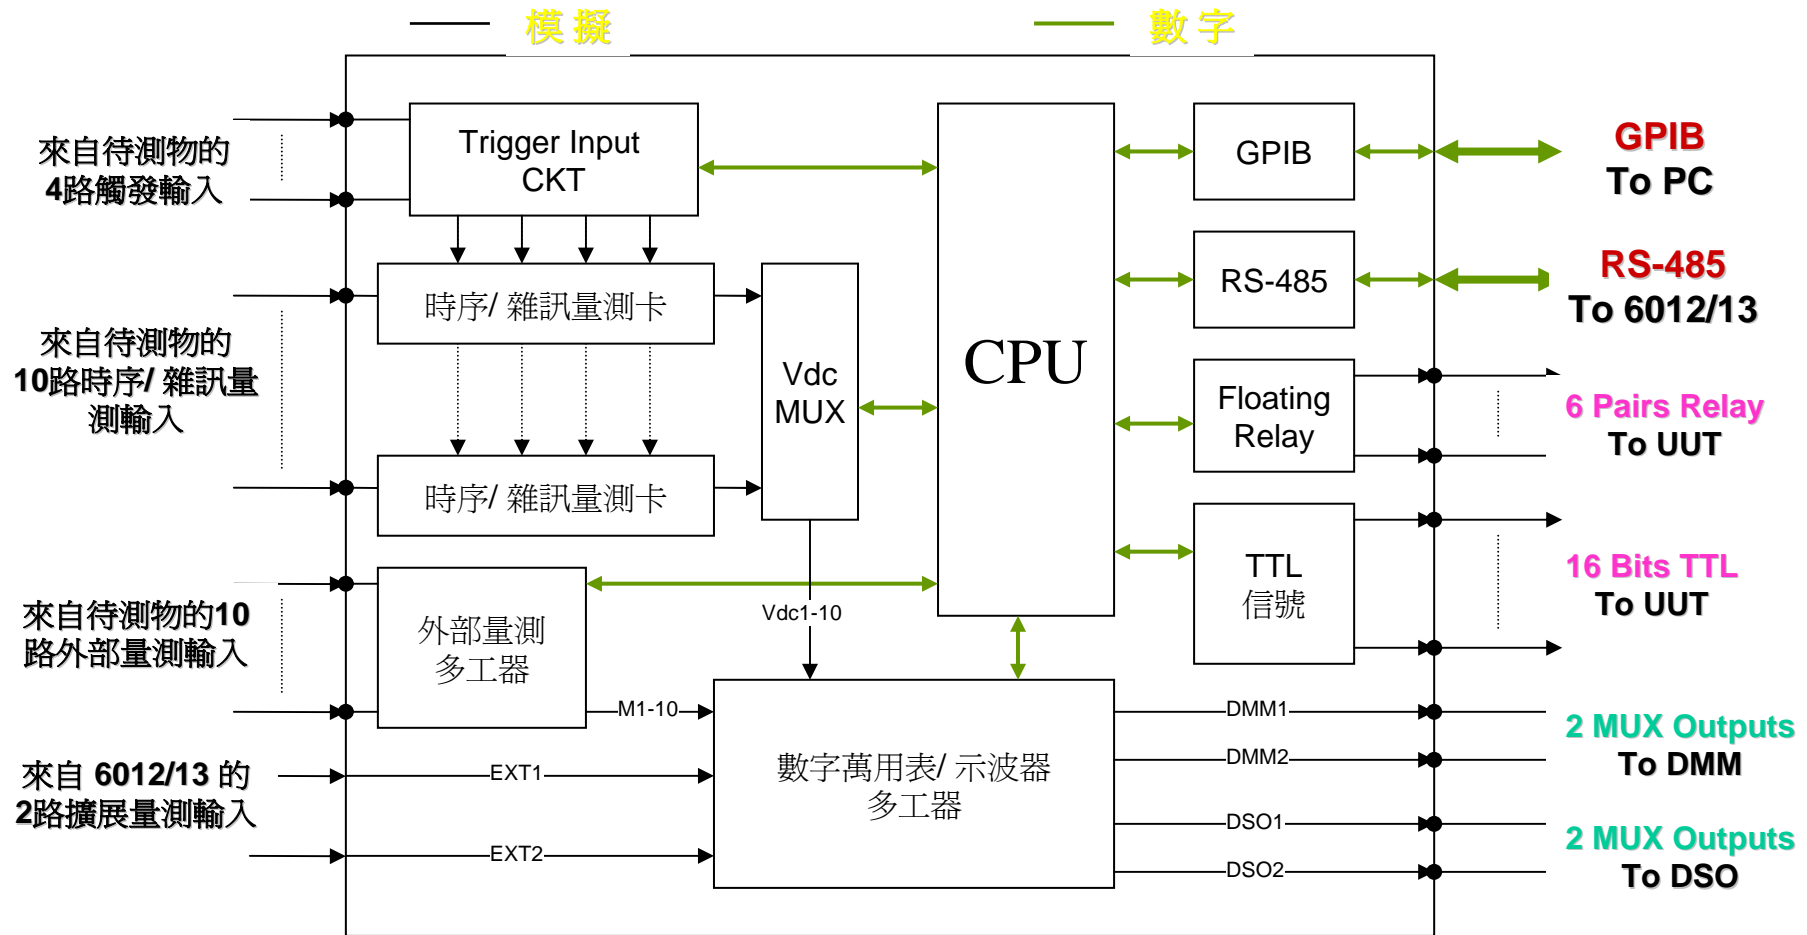 模擬
數字
來自待測物的
4路觸發輸入
Trigger Input
CKT
GPIB
GPIB
To PC
來自待測物的
10路時序/ 雜訊量
測輸入
時序/ 雜訊量測卡
時序/ 雜訊量測卡
Vdc
MUX
CPU
RS-485
RS-485
To 6012/13
Floating
Relay
6 Pairs Relay
To UUT
TTL
信號
16 Bits TTL
To UUT
來自待測物的10
路外部量測輸入
外部量測
多工器
Vdc1-10
M1-10
來自 6012/13 的
2路擴展量測輸入
EXT1
EXT2
數字萬用表/ 示波器
多工器
DMM1
DMM2
DSO1
DSO2
2 MUX Outputs
To DMM
2 MUX Outputs
To DSO